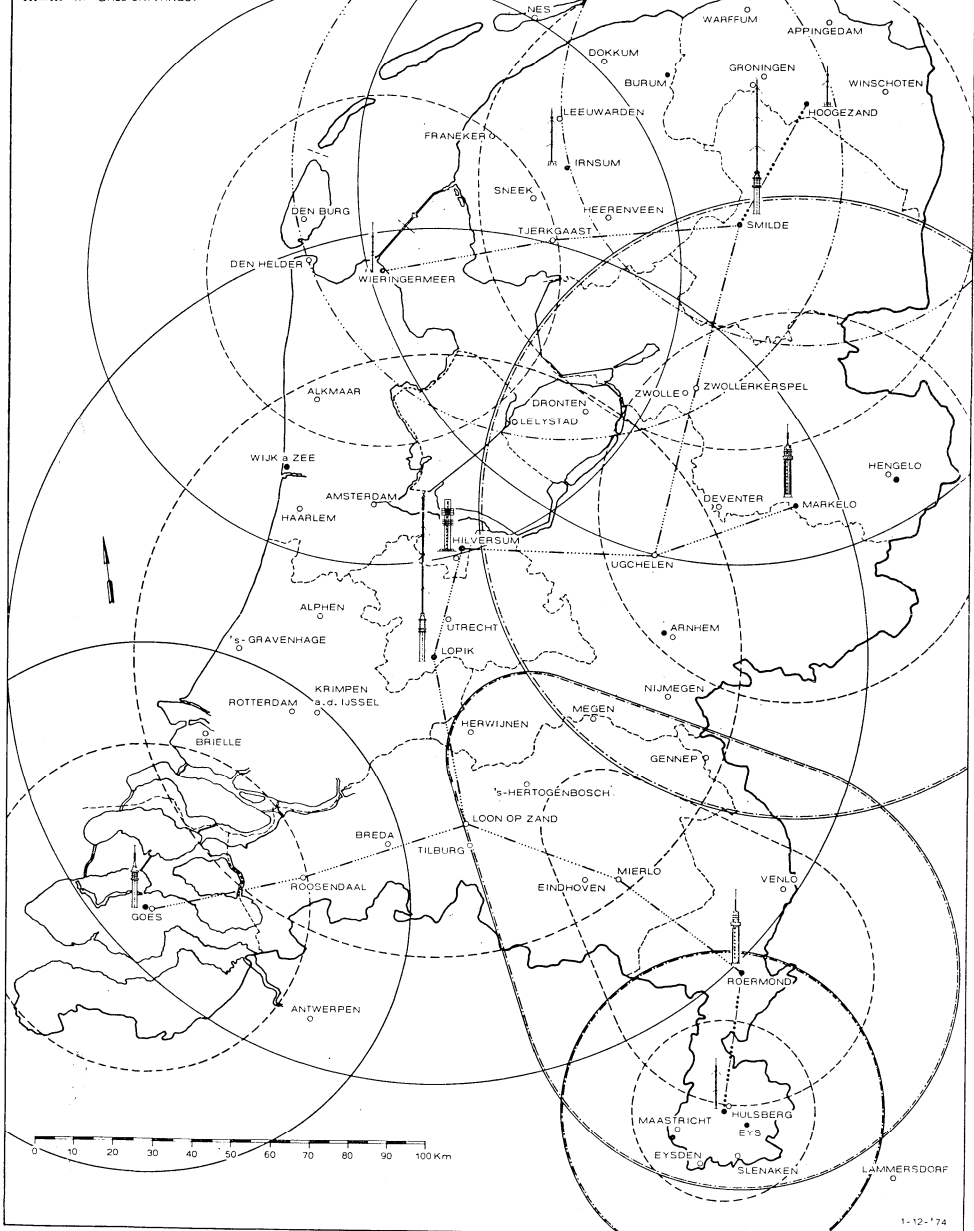 NES
WARFFUM
APPINGEDAM
DOKKUM
BURUM
GRONINGEN
WINSCHOTEN
HOOGEZAND
LEEUWARDEN
FRANEKER
IRNSUM
SNEEK
DEN BURG
HEERENVEEN
SMILDE
TJERKGAAST
DEN HELDER
WIERINGERMEER
ALKMAAR
ZWOLLE
ZWOLLERKERSPEL
DRONTEN
LELYSTAD
WIJK a ZEE
HENGELO
AMSTERDAM
DEVENTER
MARKELO
HAARLEM
HILVERSUM
UGCHELEN
ALPHEN
UTRECHT
ARNHEM
's-GRAVENHAGE
LOPIK
KRIMPEN
a.d. IJSSEL
ROTTERDAM
NIJMEGEN
MEGEN
BRIELLE
HERWIJNEN
GENNEP
's-HERTOGENBOSCH
LOON OP ZAND
BREDA
TILBURG
MIERLO
ROOSENDAAL
EINDHOVEN
VENLO
GOES
ROERMOND
ANTWERPEN
HULSBERG
MAASTRICHT
EYS
EYSDEN
SLENAKEN
LAMMERSDORF
0 10 20 30 40 50 60 70 80 90 100 Km
1-12-'74